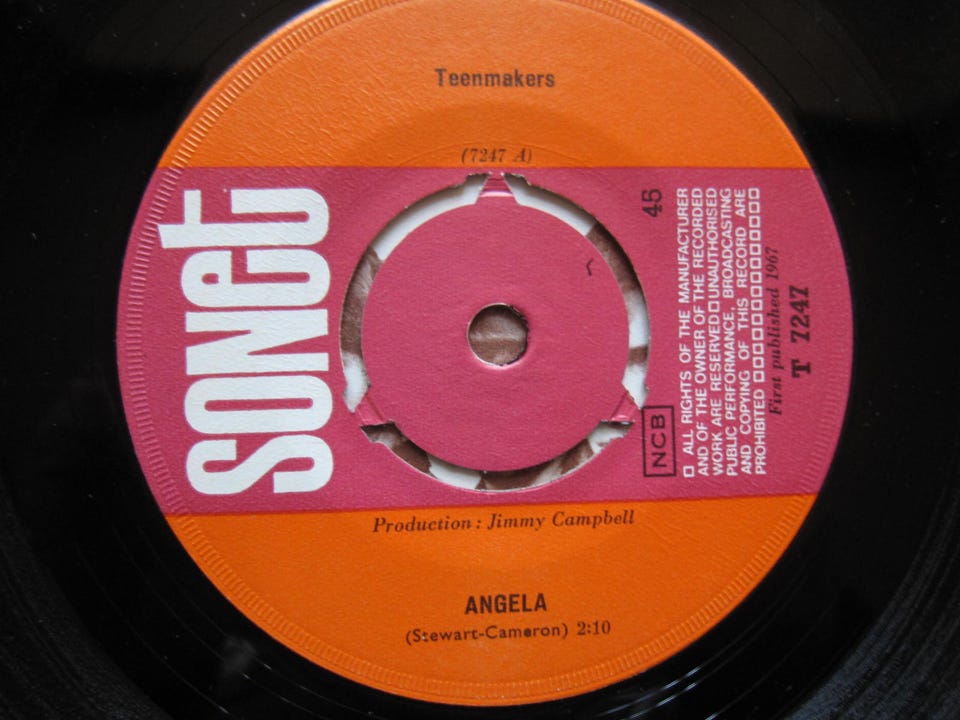 Teenmakers
(7247 A)
SONET
45
NCB
□ ALL RIGHTS OF THE MANUFACTURER
AND OF THE OWNER OF THE RECORDED
WORK ARE RESERVED □ UNAUTHORISED
PUBLIC PERFORMANCE, BROADCASTING
AND COPYING OF THIS RECORD ARE
PROHIBITED □□□□□□□□□□□□□□
First published 1967
T 7247
Production : Jimmy Campbell
ANGELA
(Stewart-Cameron) 2:10